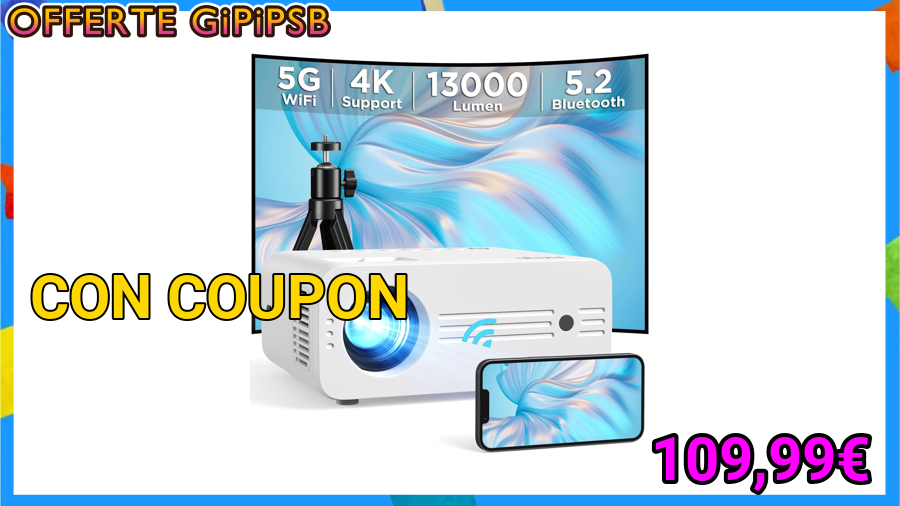 OFFERTE GiPiPSB
5G WiFi
4K Support
13000 Lumen
5.2 Bluetooth
CON COUPON
109,99€